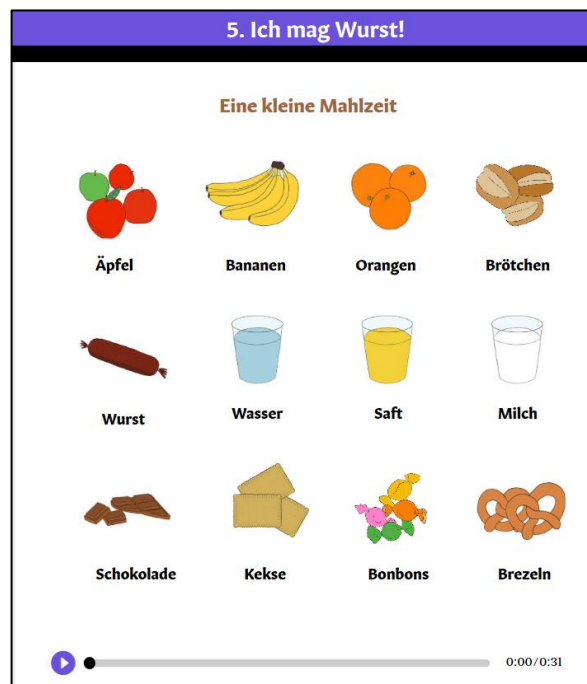 5. Ich mag Wurst!
Eine kleine Mahlzeit
Äpfel Bananen Orangen Brötchen
Wurst Wasser Saft Milch
Schokolade Kekse Bonbons Brezeln
0:00/0:31